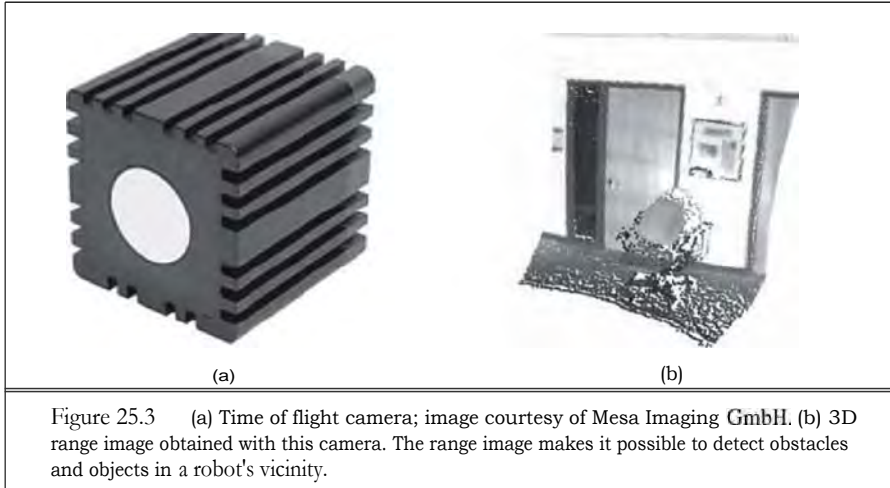 (a)
(b)
Figure 25.3 (a) Time of flight camera; image courtesy of Mesa Imaging GmbH. (b) 3D
range image obtained with this camera. The range image makes it possible to detect obstacles
and objects in a robot's vicinity.